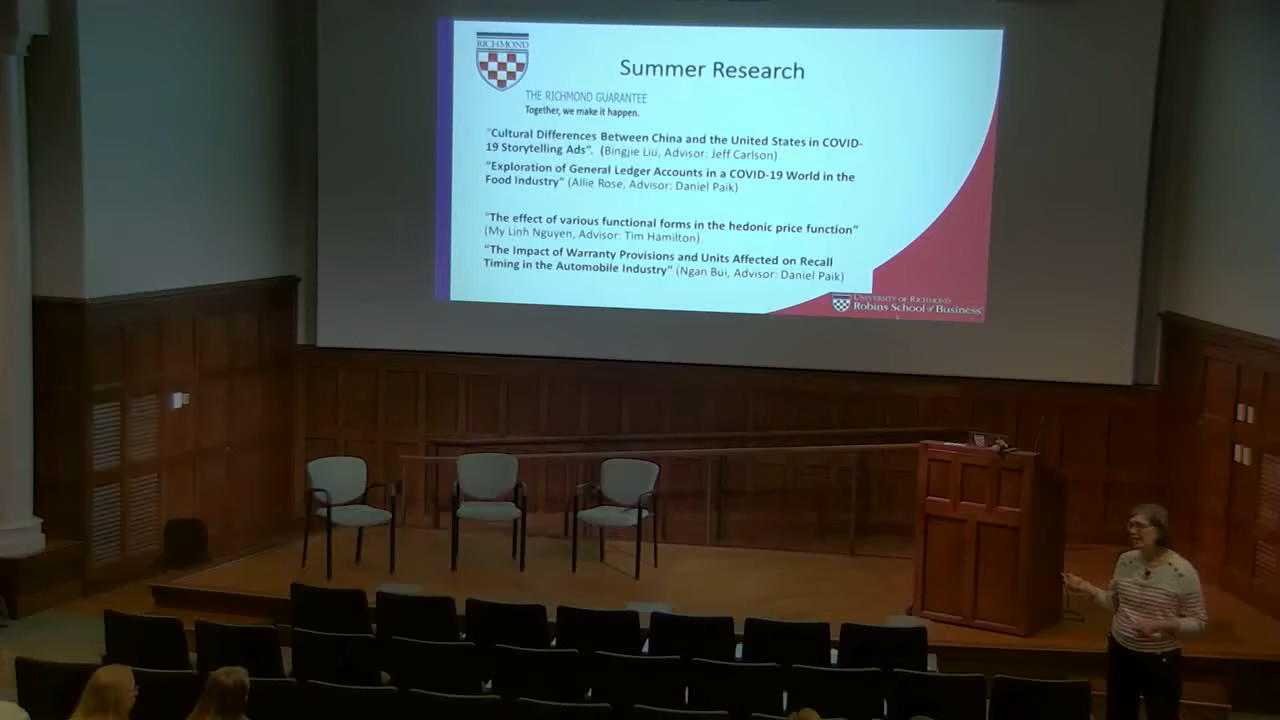 RICHMOND
Summer Research
THE RICHMOND GUARANTEE
Together, we make it happen.
"Cultural Differences Between China and the United States in COVID-
19 Storytelling Ads". (Bingjie Liu, Advisor: Jeff Carlson)
"Exploration of General Ledger Accounts in a COVID-19 World in the
Food Industry" (Allie Rose, Advisor: Daniel Paik)
"The effect of various functional forms in the hedonic price function"
(My Linh Nguyen, Advisor: Tim Hamilton)
"The Impact of Warranty Provisions and Units Affected on Recall
Timing in the Automobile Industry" (Ngan Bui, Advisor: Daniel Paik)
UNIVERSITY OF RICHMOND
Robins School of Business